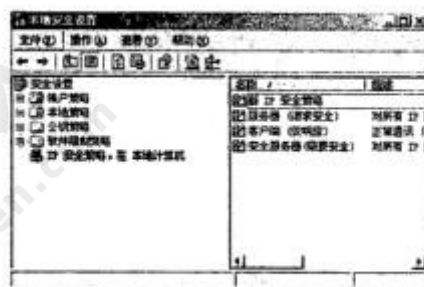 本地安全设置
文件(F) 操作(A) 查看(V) 帮助(H)
安全设置
帐户策略
本地策略
公钥策略
软件限制策略
IP 安全策略，在 本地计算机
名称 描述
IP 安全策略
服务器 (请求安全) 对所有 IP
客户端 (仅响应) 正常通讯 (
安全服务器(需要安全) 对所有 IP